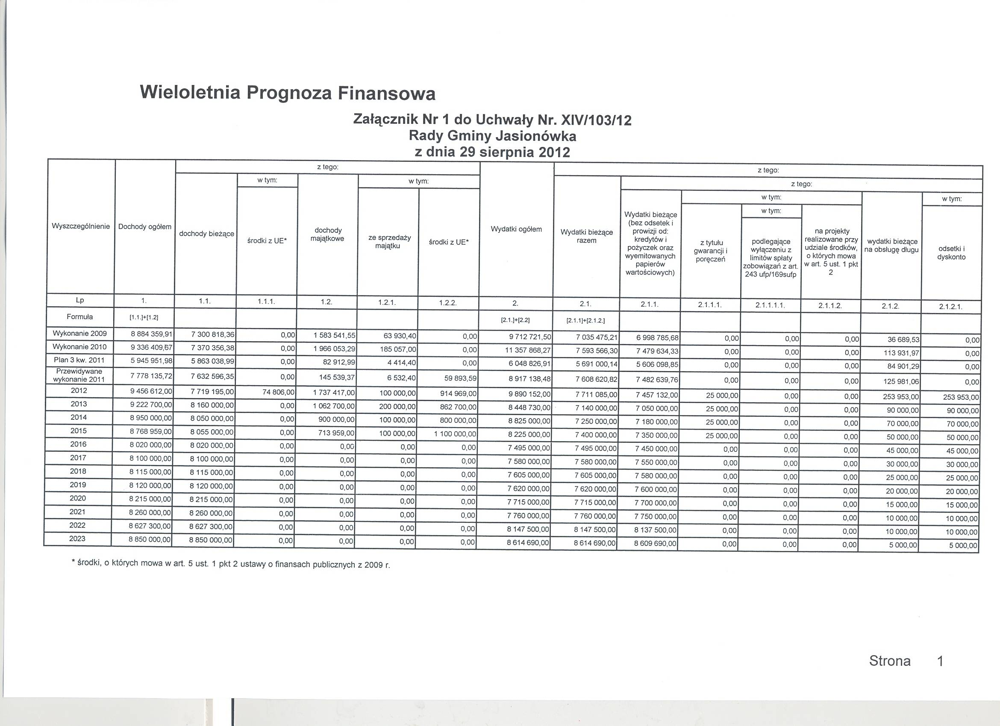 Wieloletnia Prognoza Finansowa
Załącznik Nr 1 do Uchwały Nr. XIV/103/12
Rady Gminy Jasionówka
z dnia 29 sierpnia 2012
z tego: z tego:
w tym: w tym: z tego:
w tym: w tym:
w tym:
Wyszczególnienie
Dochody ogółem
dochody bieżące
środki z UE*
dochody
majątkowe
ze sprzedaży
majątku
środki z UE*
Wydatki ogółem
Wydatki bieżące
razem
Wydatki bieżące
(bez odsetek i
prowizji od:
kredytów i
pożyczek oraz
wyemitowanych
papierów
wartościowych)
z tytułu
gwarancji i
poręczeń
podlegające
wyłączeniu z
limitów spłaty
zobowiązań z art.
243 ufp/169sufp
na projekty
realizowane przy
udziale środków,
o których mowa
w art. 5 ust. 1 pkt
2
wydatki bieżące
na obsługę długu
odsetki i
dyskonto
Lp 1. 1.1. 1.1.1. 1.2. 1.2.1. 1.2.2. 2. 2.1. 2.1.1. 2.1.1.1. 2.1.1.1.1. 2.1.1.2. 2.1.2. 2.1.2.1.
Formuła [1.1.]+[1.2] [2.1.]+[2.2] [2.1.1]+[2.1.2.]
Wykonanie 2009 8 884 359,91 7 300 818,36 0,00 1 583 541,55 63 930,40 0,00 9 712 721,50 7 035 475,21 6 998 785,68 0,00 0,00 0,00 36 689,53 0,00
Wykonanie 2010 9 336 409,67 7 370 356,38 0,00 1 966 053,29 185 057,00 0,00 11 357 868,27 7 593 566,30 7 479 634,33 0,00 0,00 0,00 113 931,97 0,00
Plan 3 kw. 2011 5 945 951,98 5 863 038,99 0,00 82 912,99 4 414,40 0,00 6 048 826,91 5 691 000,14 5 606 098,85 0,00 0,00 0,00 84 901,29 0,00
Przewidywane
wykonanie 2011 7 778 135,72 7 632 596,35 0,00 145 539,37 6 532,40 59 893,59 8 917 138,48 7 608 620,82 7 482 639,76 0,00 0,00 0,00 125 981,06 0,00
2012 9 456 612,00 7 719 195,00 74 806,00 1 737 417,00 100 000,00 914 969,00 9 890 152,00 7 711 085,00 7 457 132,00 25 000,00 0,00 0,00 253 953,00 253 953,00
2013 9 222 700,00 8 160 000,00 0,00 1 062 700,00 200 000,00 862 700,00 8 448 730,00 7 140 000,00 7 050 000,00 25 000,00 0,00 0,00 90 000,00 90 000,00
2014 8 950 000,00 8 050 000,00 0,00 900 000,00 100 000,00 800 000,00 8 825 000,00 7 250 000,00 7 180 000,00 25 000,00 0,00 0,00 70 000,00 70 000,00
2015 8 768 959,00 8 055 000,00 0,00 713 959,00 100 000,00 1 100 000,00 8 225 000,00 7 400 000,00 7 350 000,00 25 000,00 0,00 0,00 50 000,00 50 000,00
2016 8 020 000,00 8 020 000,00 0,00 0,00 0,00 0,00 7 495 000,00 7 495 000,00 7 450 000,00 0,00 0,00 0,00 45 000,00 45 000,00
2017 8 100 000,00 8 100 000,00 0,00 0,00 0,00 0,00 7 580 000,00 7 580 000,00 7 550 000,00 0,00 0,00 0,00 30 000,00 30 000,00
2018 8 115 000,00 8 115 000,00 0,00 0,00 0,00 0,00 7 605 000,00 7 605 000,00 7 580 000,00 0,00 0,00 0,00 25 000,00 25 000,00
2019 8 120 000,00 8 120 000,00 0,00 0,00 0,00 0,00 7 620 000,00 7 620 000,00 7 600 000,00 0,00 0,00 0,00 20 000,00 20 000,00
2020 8 215 000,00 8 215 000,00 0,00 0,00 0,00 0,00 7 715 000,00 7 715 000,00 7 700 000,00 0,00 0,00 0,00 15 000,00 15 000,00
2021 8 260 000,00 8 260 000,00 0,00 0,00 0,00 0,00 7 760 000,00 7 760 000,00 7 750 000,00 0,00 0,00 0,00 10 000,00 10 000,00
2022 8 627 300,00 8 627 300,00 0,00 0,00 0,00 0,00 8 147 500,00 8 147 500,00 8 137 500,00 0,00 0,00 0,00 10 000,00 10 000,00
2023 8 850 000,00 8 850 000,00 0,00 0,00 0,00 0,00 8 614 690,00 8 614 690,00 8 609 690,00 0,00 0,00 0,00 5 000,00 5 000,00
* środki, o których mowa w art. 5 ust. 1 pkt 2 ustawy o finansach publicznych z 2009 r.
Strona 1